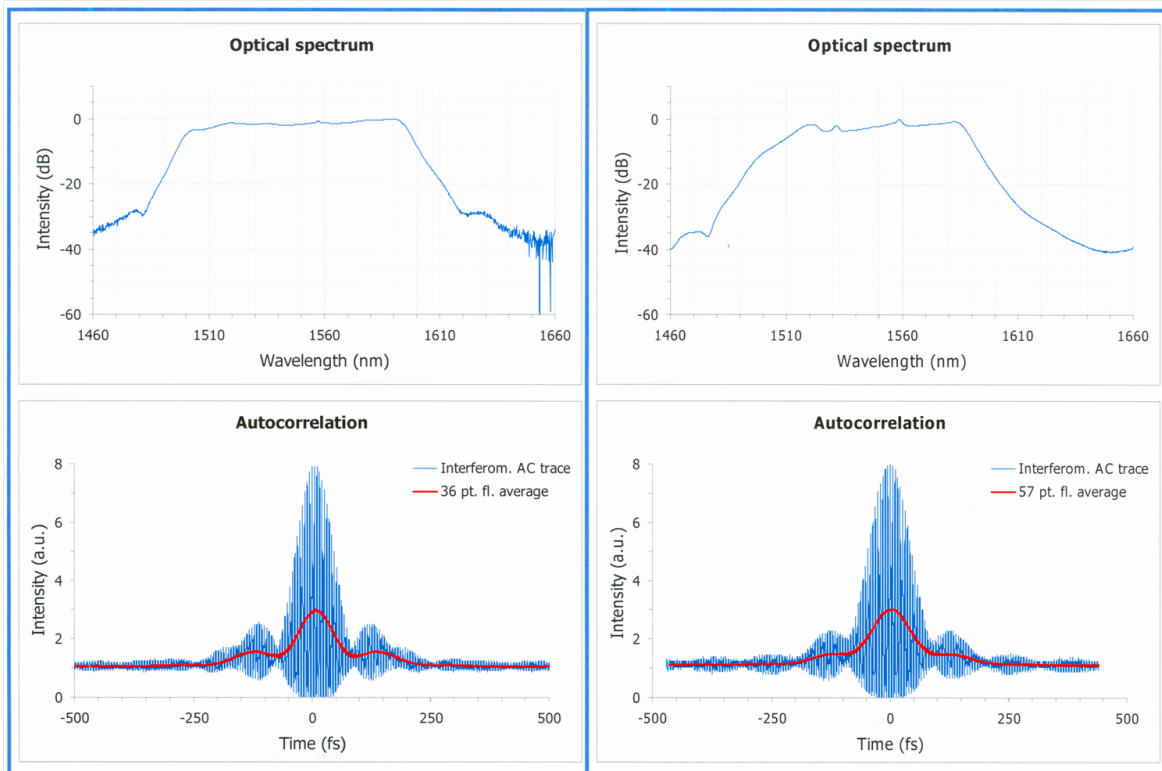 Optical spectrum
Intensity (dB)
0
-20
-40
-60
1460 1510 1560 1610 1660
Wavelength (nm)
Optical spectrum
Intensity (dB)
0
-20
-40
-60
1460 1510 1560 1610 1660
Wavelength (nm)
Autocorrelation
Interferom. AC trace
36 pt. fl. average
Intensity (a.u.)
8
6
4
2
0
-500 -250 0 250 500
Time (fs)
Autocorrelation
Interferom. AC trace
57 pt. fl. average
Intensity (a.u.)
8
6
4
2
0
-500 -250 0 250 500
Time (fs)